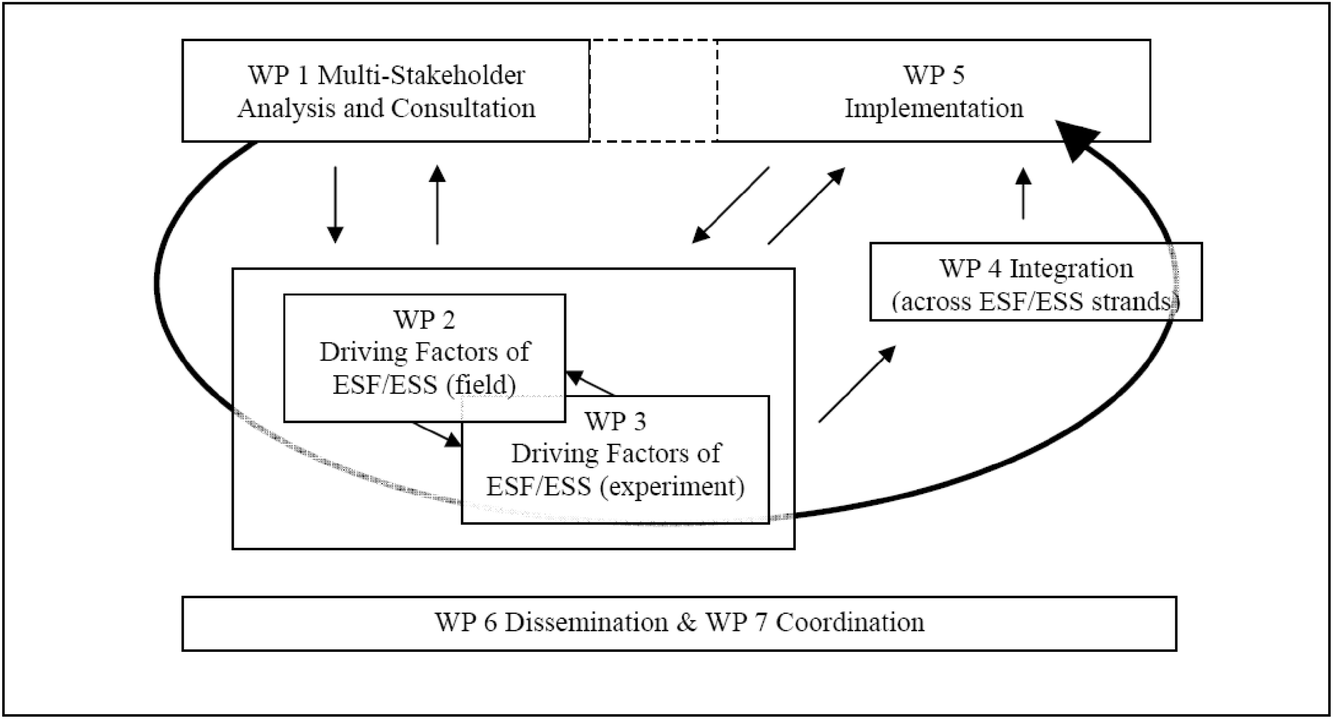 WP 1 Multi-Stakeholder
Analysis and Consultation
WP 5
Implementation
WP 4 Integration
(across ESF/ESS strands)
WP 2
Driving Factors of
ESF/ESS (field)
WP 3
Driving Factors of
ESF/ESS (experiment)
WP 6 Dissemination & WP 7 Coordination